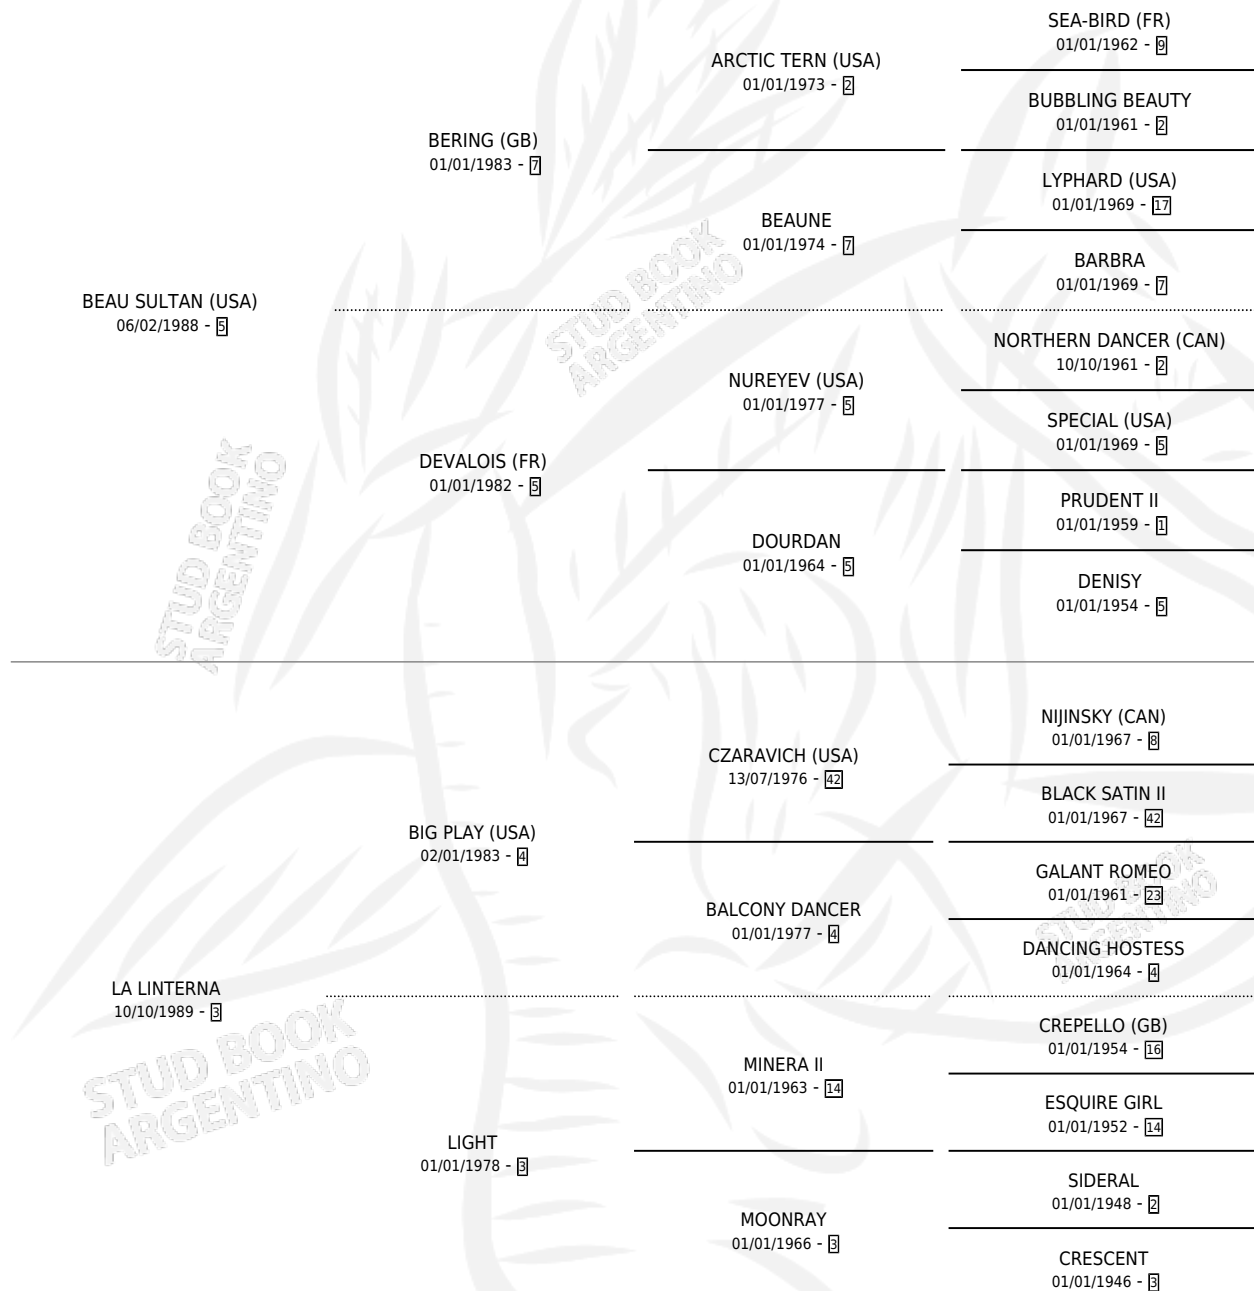 SEA-BIRD (FR)
01/01/1962 - 9
ARCTIC TERN (USA)
01/01/1973 - 2
BUBBLING BEAUTY
01/01/1961 - 2
BERING (GB)
01/01/1983 - 7
LYPHARD (USA)
01/01/1969 - 17
BEAUNE
01/01/1974 - 7
BARBRA
01/01/1969 - 7
BEAU SULTAN (USA)
06/02/1988 - 5
NORTHERN DANCER (CAN)
10/10/1961 - 2
NUREYEV (USA)
01/01/1977 - 5
SPECIAL (USA)
01/01/1969 - 5
DEVALOIS (FR)
01/01/1982 - 5
PRUDENT II
01/01/1959 - 1
DOURDAN
01/01/1964 - 5
DENISY
01/01/1954 - 5
NIJINSKY (CAN)
01/01/1967 - 8
CZARAVICH (USA)
13/07/1976 - 42
BLACK SATIN II
01/01/1967 - 42
BIG PLAY (USA)
02/01/1983 - 4
GALANT ROMEO
01/01/1961 - 23
BALCONY DANCER
01/01/1977 - 4
DANCING HOSTESS
01/01/1964 - 4
LA LINTERNA
10/10/1989 - 3
CREPELLO (GB)
01/01/1954 - 16
MINERA II
01/01/1963 - 14
ESQUIRE GIRL
01/01/1952 - 14
LIGHT
01/01/1978 - 3
SIDERAL
01/01/1948 - 2
MOONRAY
01/01/1966 - 3
CRESCENT
01/01/1946 - 3
STUD BOOK
ARGENTINO
STUD BOOK
ARGENTINO
STUD BOOK
ARGENTINO
STUD BOOK
ARGENTINO